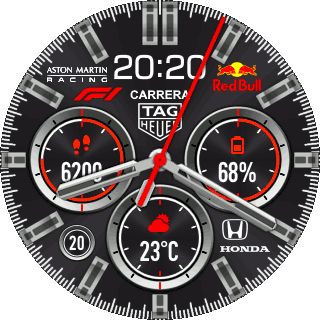 20:20
ASTON MARTIN
RACING
Red Bull
F1
CARRERA
TAG
HEUER
6200
68%
23°C
20
HONDA